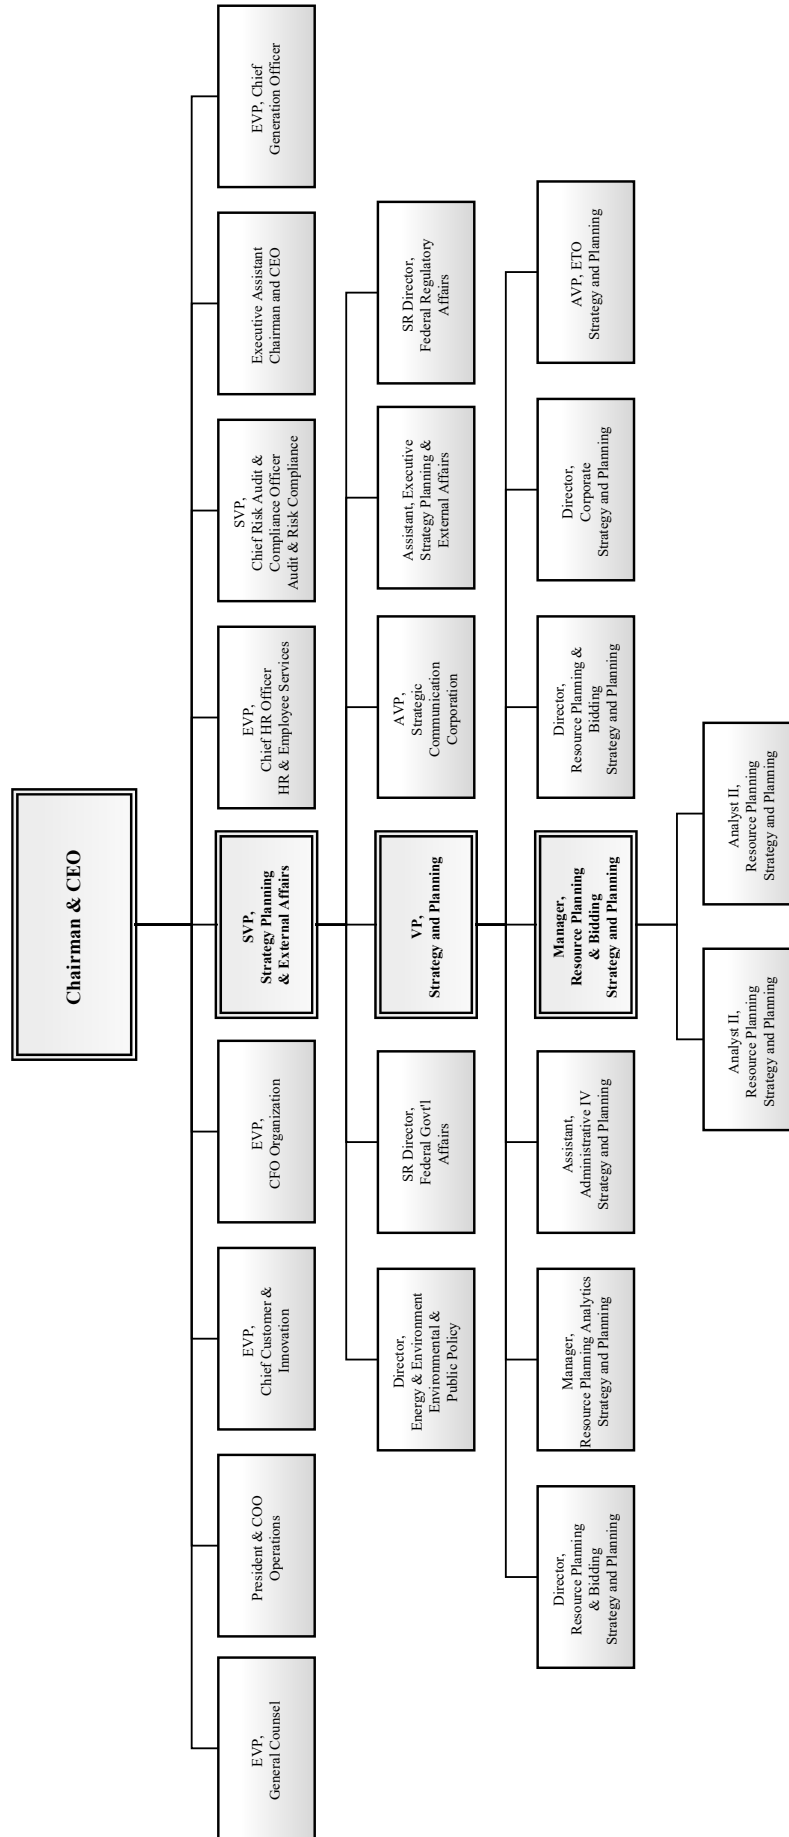 Chairman & CEO
EVP,
General Counsel
President & COO
Operations
EVP,
Chief Customer &
Innovation
EVP,
CFO Organization
SVP,
Strategy Planning
& External Affairs
EVP,
Chief HR Officer
HR & Employee Services
SVP,
Chief Risk Audit &
Compliance Officer
Audit & Risk Compliance
Executive Assistant
Chairman and CEO
EVP, Chief
Generation Officer
Director,
Energy & Environment
Environmental &
Public Policy
SR Director,
Federal Govt'l
Affairs
VP,
Strategy and Planning
AVP,
Strategic
Communication
Corporation
Assistant, Executive
Strategy Planning &
External Affairs
SR Director,
Federal Regulatory
Affairs
Director,
Resource Planning
& Bidding
Strategy and Planning
Manager,
Resource Planning Analytics
Strategy and Planning
Assistant,
Administrative IV
Strategy and Planning
Manager,
Resource Planning
& Bidding
Strategy and Planning
Director,
Resource Planning &
Bidding
Strategy and Planning
Director,
Corporate
Strategy and Planning
AVP, ETO
Strategy and Planning
Analyst II,
Resource Planning
Strategy and Planning
Analyst II,
Resource Planning
Strategy and Planning